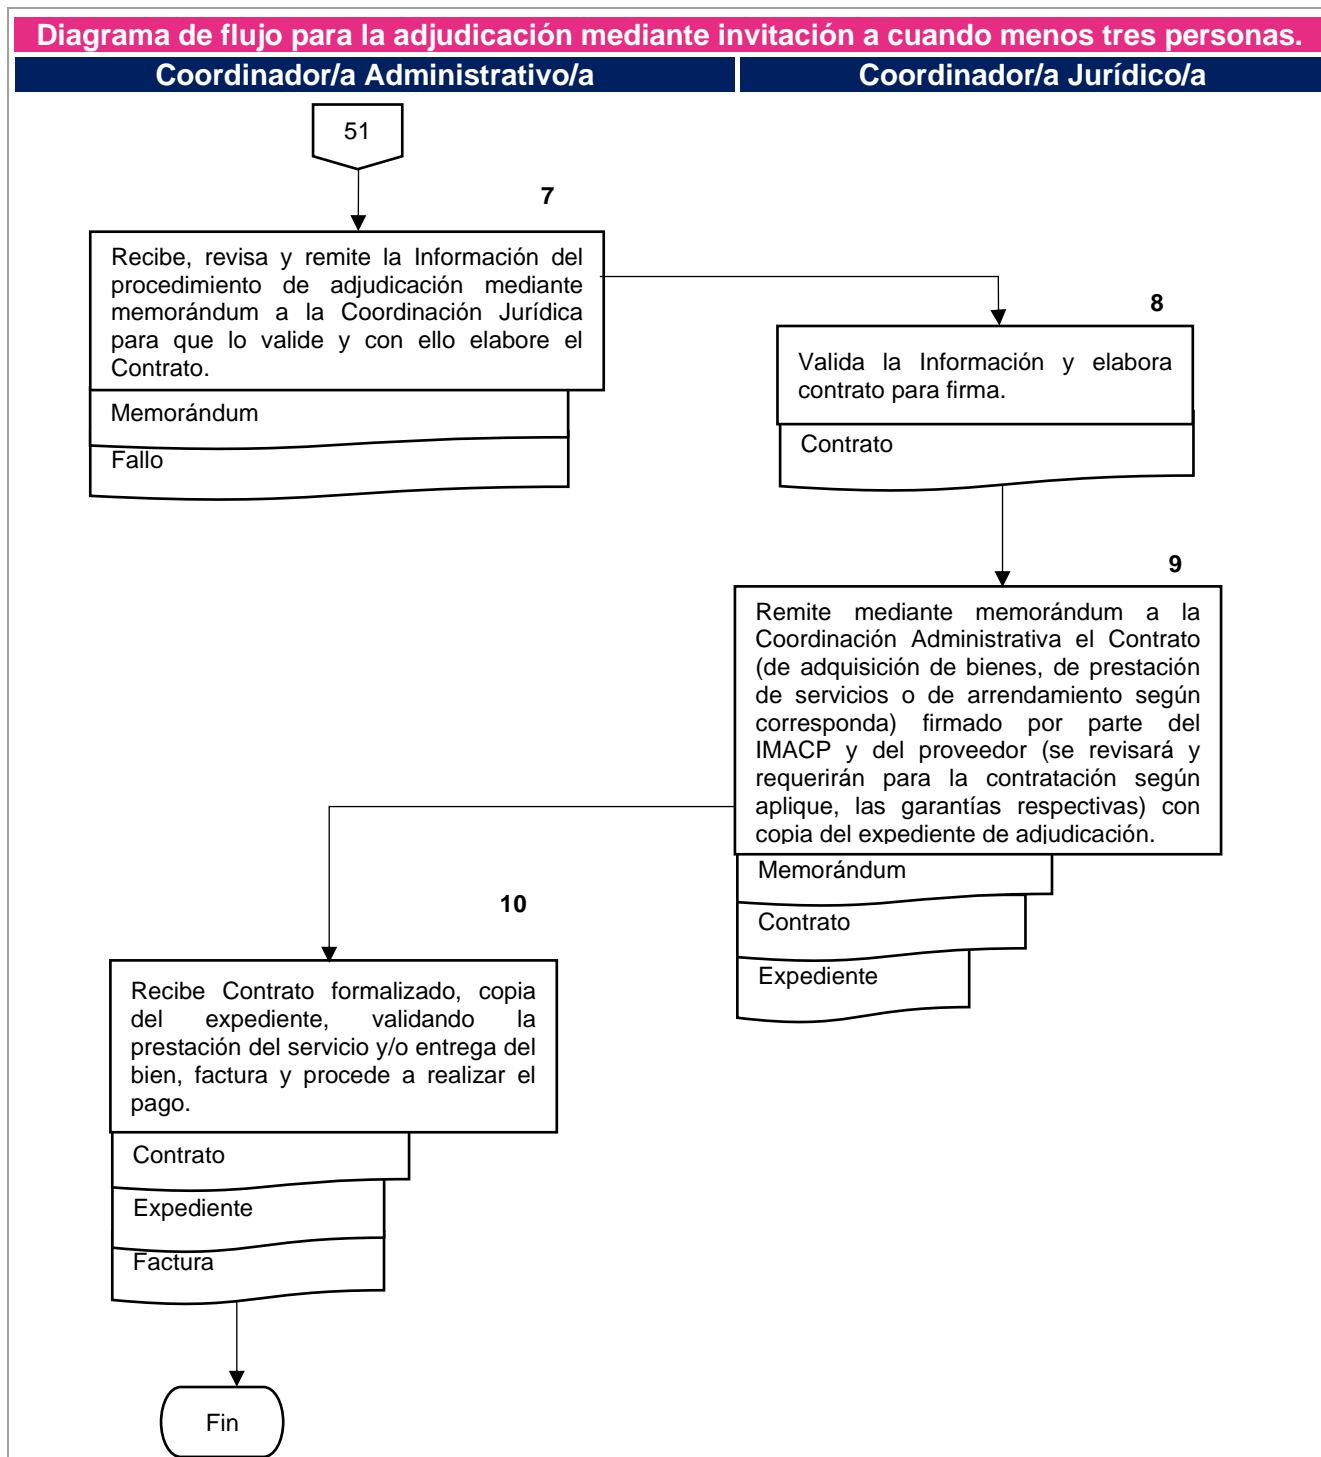 Diagrama de flujo para la adjudicación mediante invitación a cuando menos tres personas.
Coordinador/a Administrativo/a
Coordinador/a Jurídico/a
51
7
Recibe, revisa y remite la Información del
procedimiento de adjudicación mediante
memorándum a la Coordinación Jurídica
para que lo valide y con ello elabore el
Contrato.
Memorándum
Fallo
8
Valida la Información y elabora
contrato para firma.
Contrato
9
Remite mediante memorándum a la
Coordinación Administrativa el Contrato
(de adquisición de bienes, de prestación
de servicios o de arrendamiento según
corresponda) firmado por parte del
IMACP y del proveedor (se revisará y
requerirán para la contratación según
aplique, las garantías respectivas) con
copia del expediente de adjudicación.
Memorándum
Contrato
Expediente
10
Recibe Contrato formalizado, copia
del expediente, validando la
prestación del servicio y/o entrega del
bien, factura y procede a realizar el
pago.
Contrato
Expediente
Factura
Fin